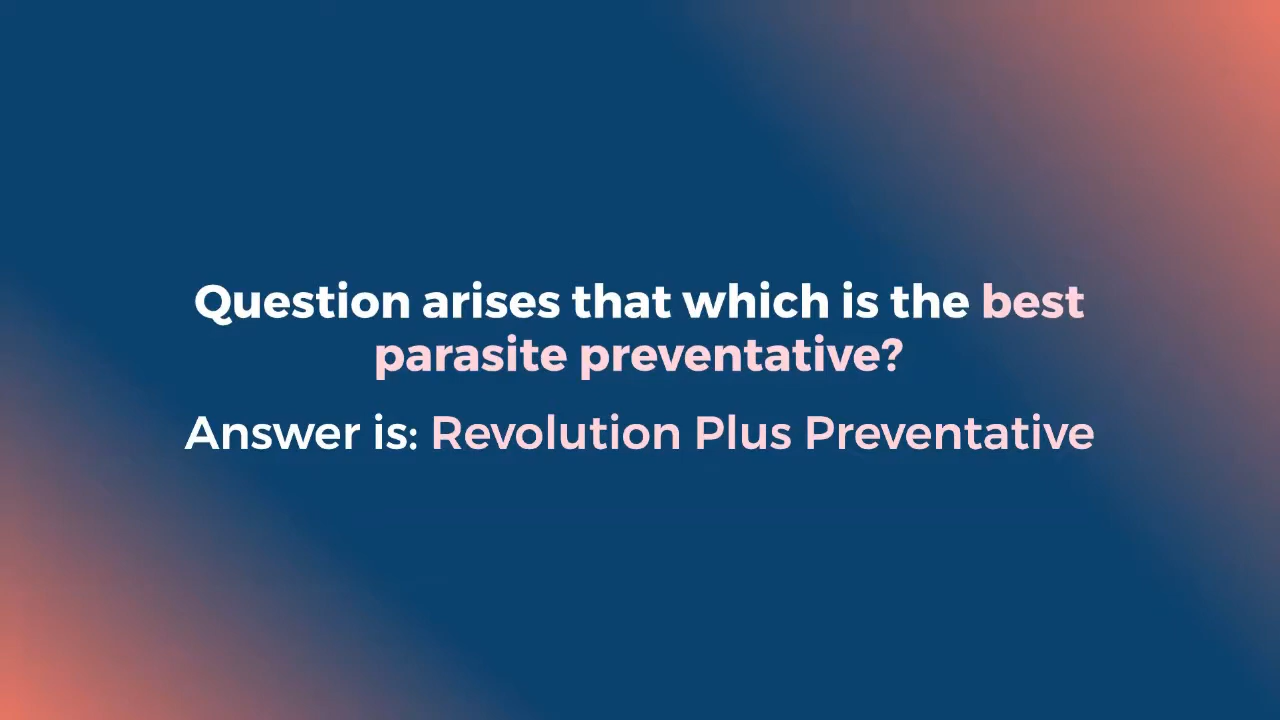 Question arises that which is the best
parasite preventative?
Answer is: Revolution Plus Preventative